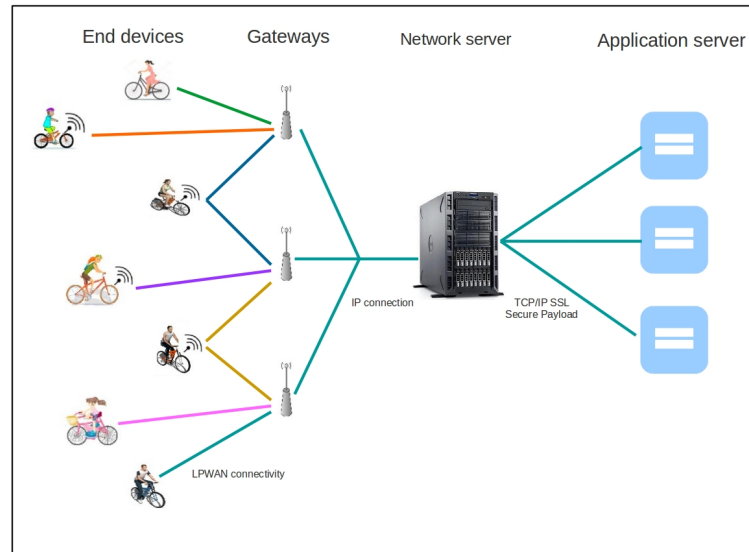 End devices
Gateways
Network server
Application server
IP connection
TCP/IP SSL
Secure Payload
LPWAN connectivity